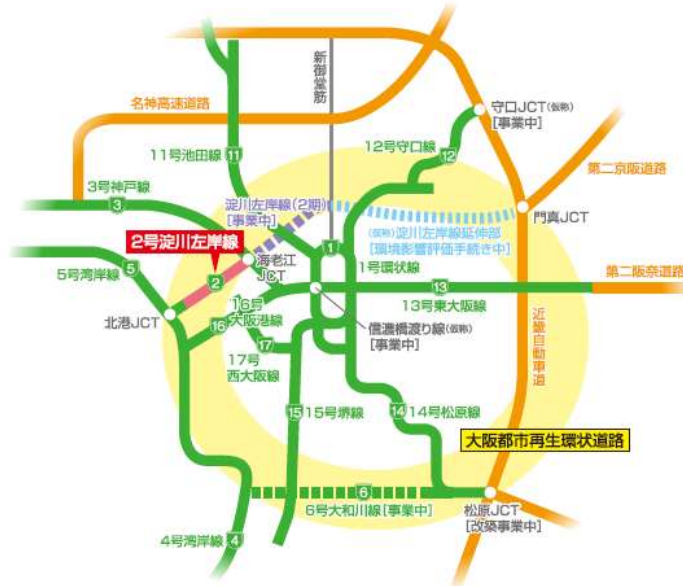 新御堂筋
名神高速道路
守口JCT(仮称)
[事業中]
11号池田線
11
12号守口線
12
第二京阪道路
3号神戸線
3
淀川左岸線(2期)
[事業中]
門真JCT
(仮称)淀川左岸線延伸部
[環境影響評価手続き中]
2号淀川左岸線
1
1号環状線
海老江
JCT
5号湾岸線
5
2
第二阪奈道路
13
13号東大阪線
北港JCT
16号
大阪港線
16
信濃橋渡り線(仮称)
[事業中]
近畿自動車道
17
17号
西大阪線
15
15号堺線
14
14号松原線
大阪都市再生環状道路
6
6号大和川線[事業中]
松原JCT
[改築事業中]
4号湾岸線
4